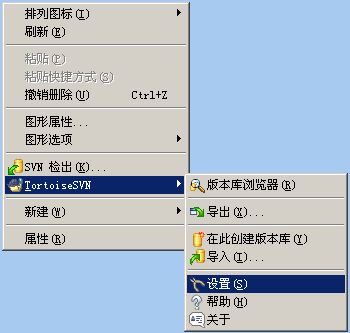 排列图标(I)
刷新(E)
粘贴(P)
粘贴快捷方式(S)
撤销删除(U) Ctrl+Z
图形属性...
图形选项
SVN 检出(K)...
TortoiseSVN
新建(W)
属性(R)
版本库浏览器(R)
导出(X)...
在此创建版本库(Y)
导入(I)...
设置(S)
帮助(H)
关于